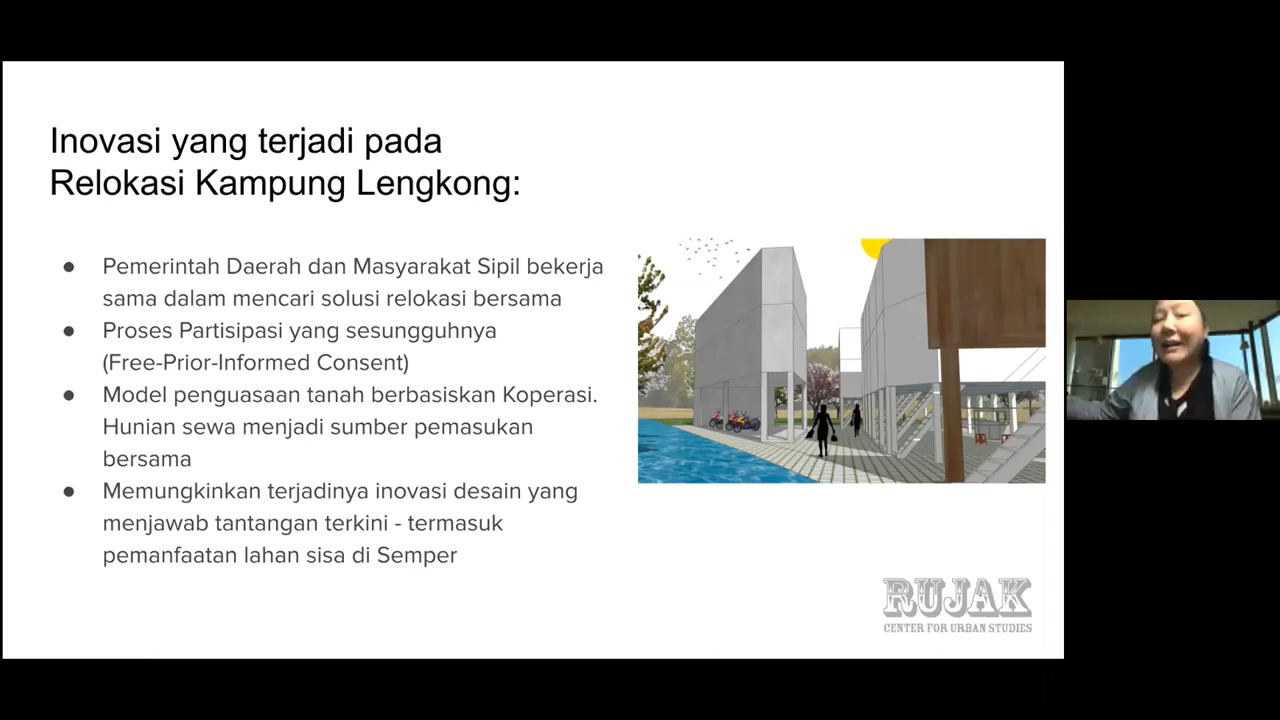 Inovasi yang terjadi pada
Relokasi Kampung Lengkong:
● Pemerintah Daerah dan Masyarakat Sipil bekerja
sama dalam mencari solusi relokasi bersama
● Proses Partisipasi yang sesungguhnya
(Free-Prior-Informed Consent)
● Model penguasaan tanah berbasiskan Koperasi.
Hunian sewa menjadi sumber pemasukan
bersama
● Memungkinkan terjadinya inovasi desain yang
menjawab tantangan terkini - termasuk
pemanfaatan lahan sisa di Semper
RUJAK
CENTER FOR URBAN STUDIES